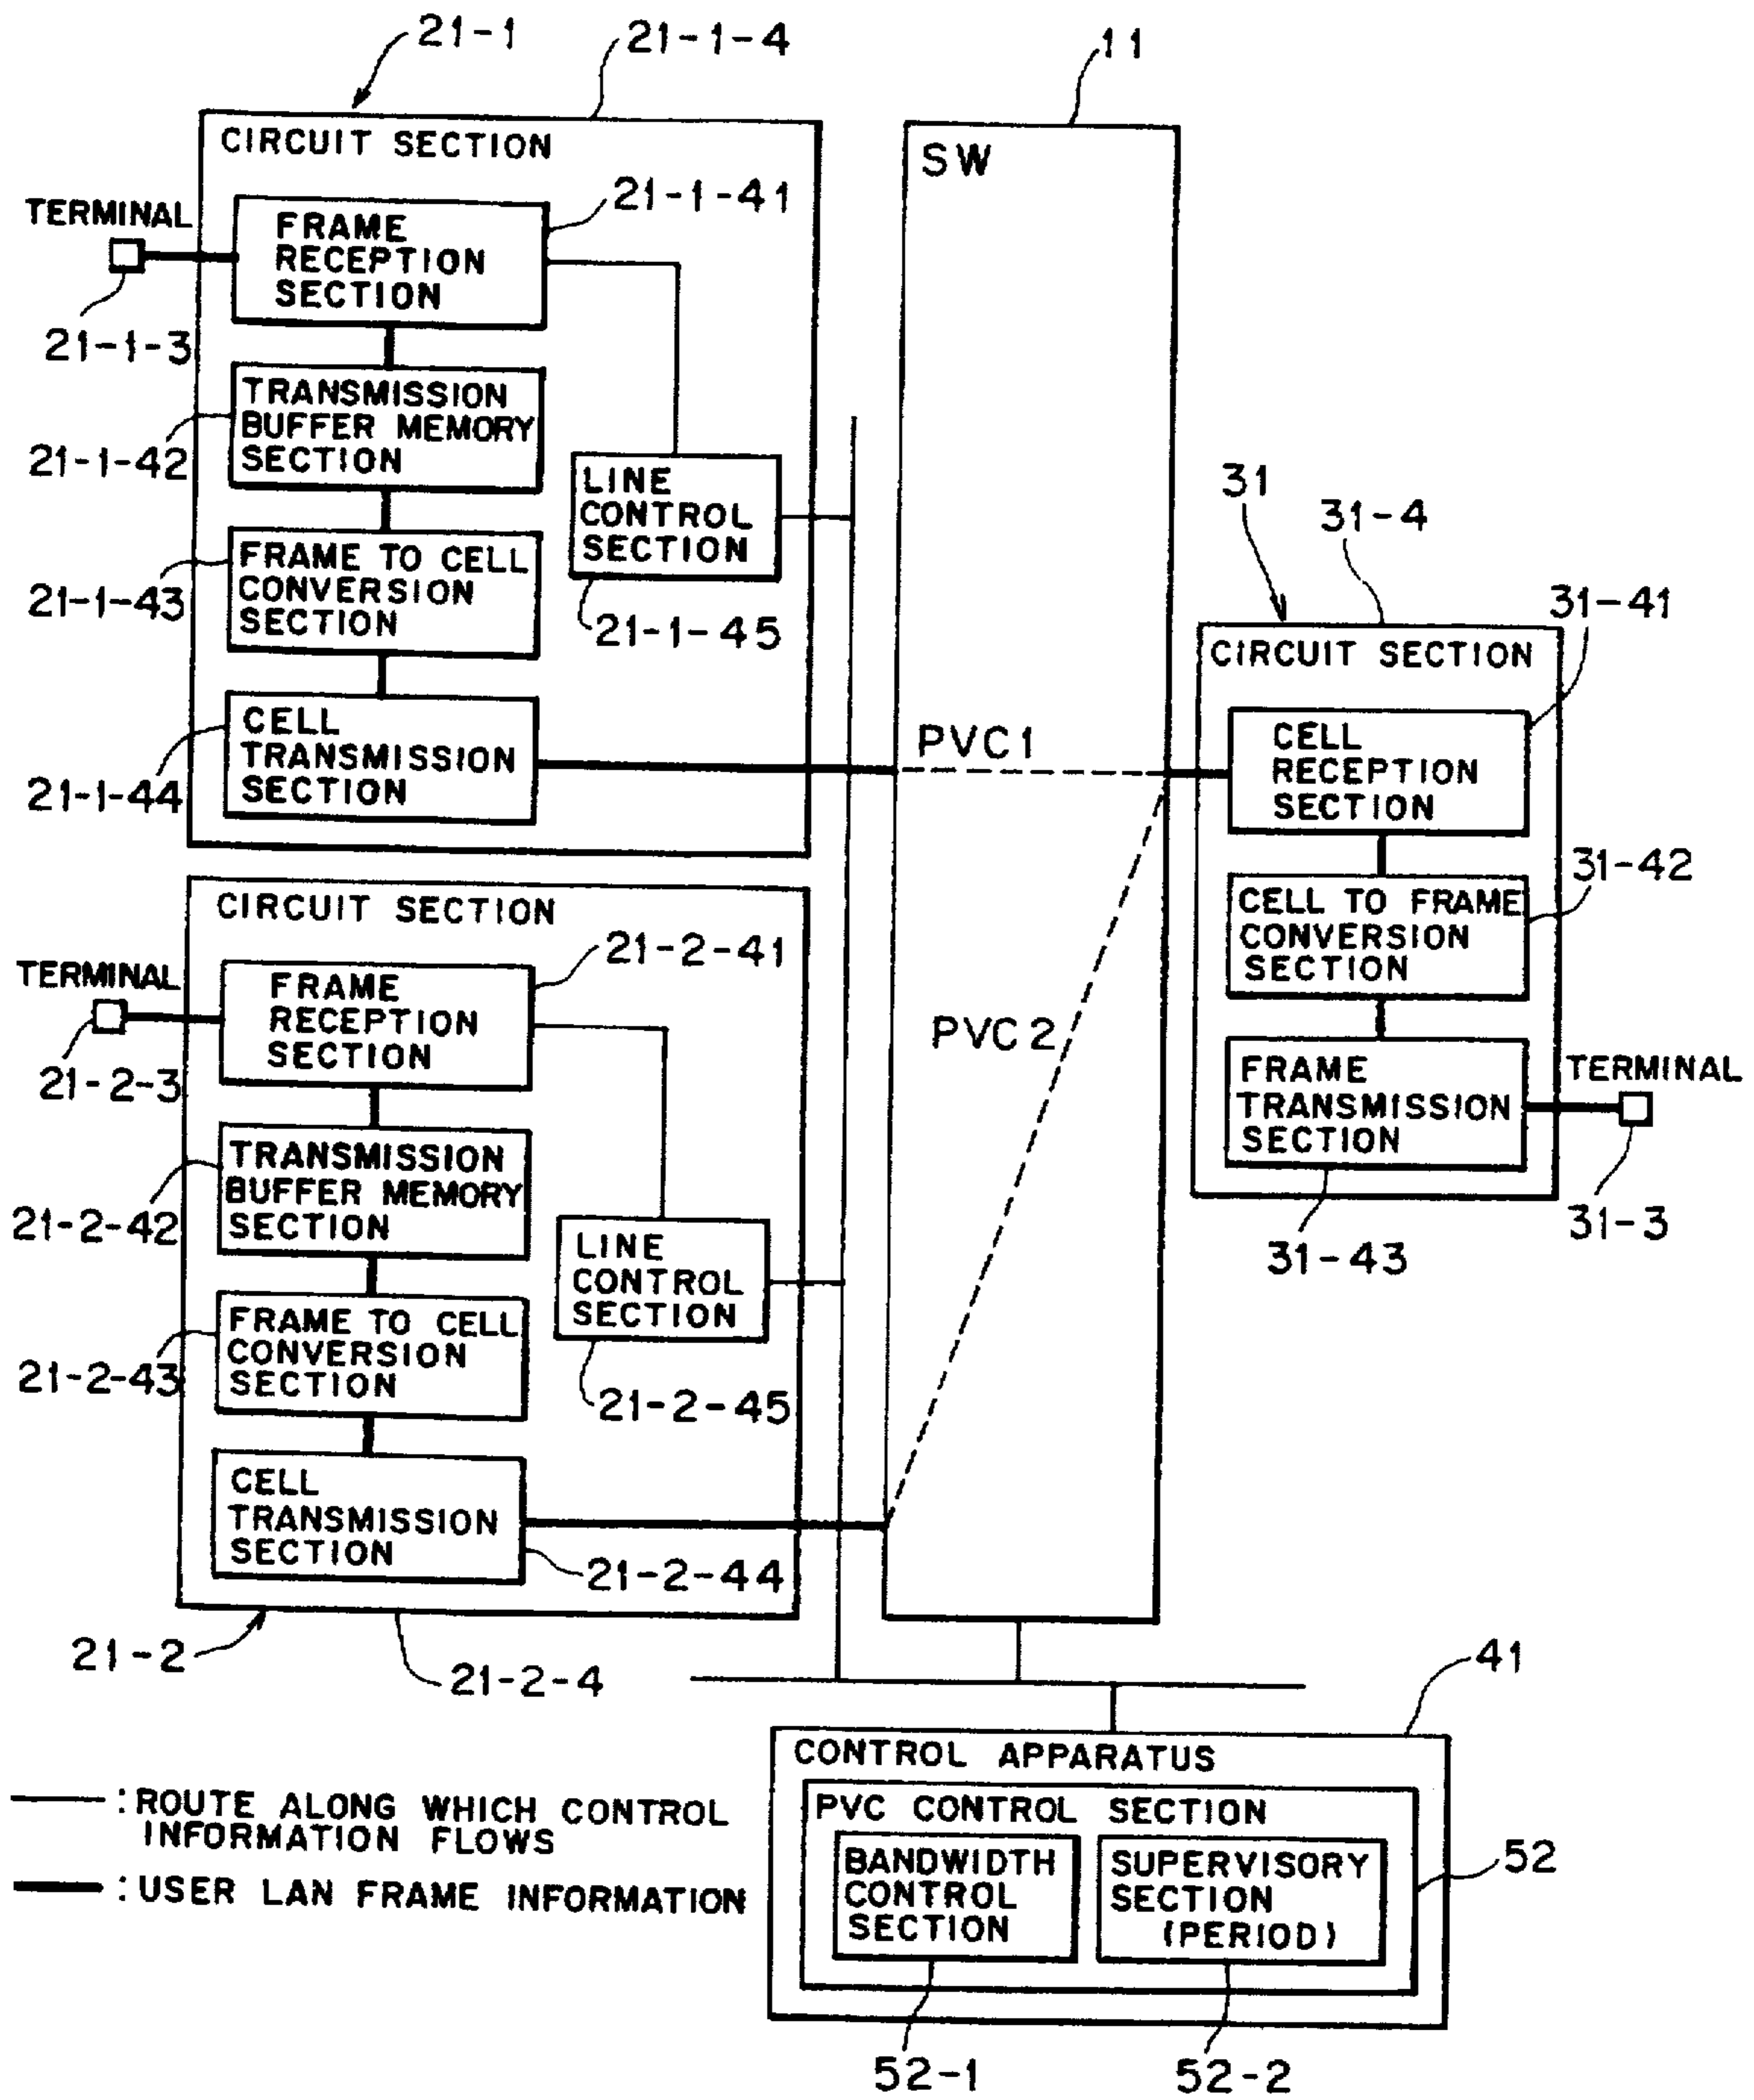 21-1
21-1-4
11
CIRCUIT SECTION
SW
21-1-41
TERMINAL
FRAME
RECEPTION
SECTION
21-1-3
TRANSMISSION
BUFFER MEMORY
SECTION
21-1-42
LINE
CONTROL
SECTION
31
31-4
FRAME TO CELL
CONVERSION
SECTION
21-1-43
21-1-45
31-41
CIRCUIT SECTION
CELL
TRANSMISSION
SECTION
21-1-44
PVC1
CELL
RECEPTION
SECTION
31-42
CIRCUIT SECTION
CELL TO FRAME
CONVERSION
SECTION
21-2-41
TERMINAL
FRAME
RECEPTION
SECTION
21-2-3
PVC2
FRAME
TRANSMISSION
SECTION
TERMINAL
TRANSMISSION
BUFFER MEMORY
SECTION
21-2-42
31-3
31-43
LINE
CONTROL
SECTION
FRAME TO CELL
CONVERSION
SECTION
21-2-43
21-2-45
CELL
TRANSMISSION
SECTION
21-2-44
21-2
21-2-4
41
CONTROL APPARATUS
:ROUTE ALONG WHICH CONTROL
INFORMATION FLOWS
:USER LAN FRAME INFORMATION
PVC CONTROL SECTION
BANDWIDTH
CONTROL
SECTION
SUPERVISORY
SECTION
(PERIOD)
52
52-1
52-2